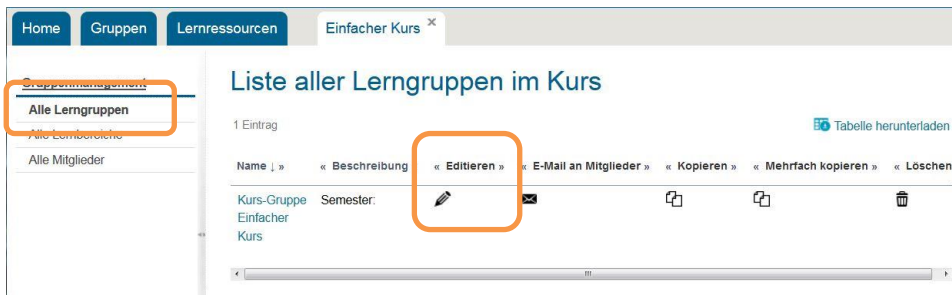 Home Gruppen Lernressourcen Einfacher Kurs ×
Gruppenmanagement
Alle Lerngruppen
Alle Lernbereiche
Alle Mitglieder
Liste aller Lerngruppen im Kurs
1 Eintrag
Tabelle herunterladen
Name ↓ » « Beschreibung « Editieren » « E-Mail an Mitglieder » « Kopieren » « Mehrfach kopieren » « Löschen
Kurs-Gruppe Semester:
Einfacher
Kurs